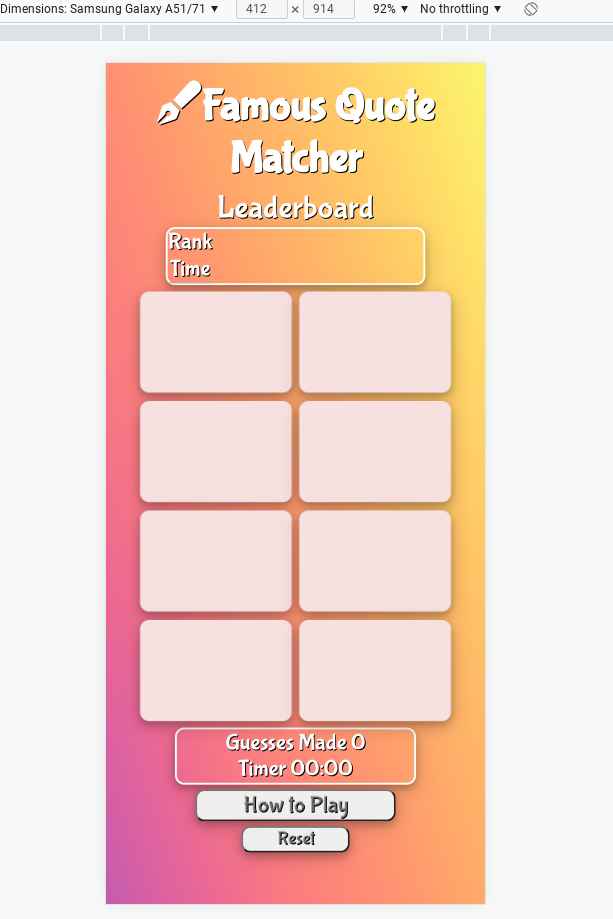 Dimensions: Samsung Galaxy A51/71 ▼ 412 × 914 92% ▼ No throttling ▼
Famous Quote
Matcher
Leaderboard
Rank
Time
Guesses Made 0
Timer 00:00
How to Play
Reset